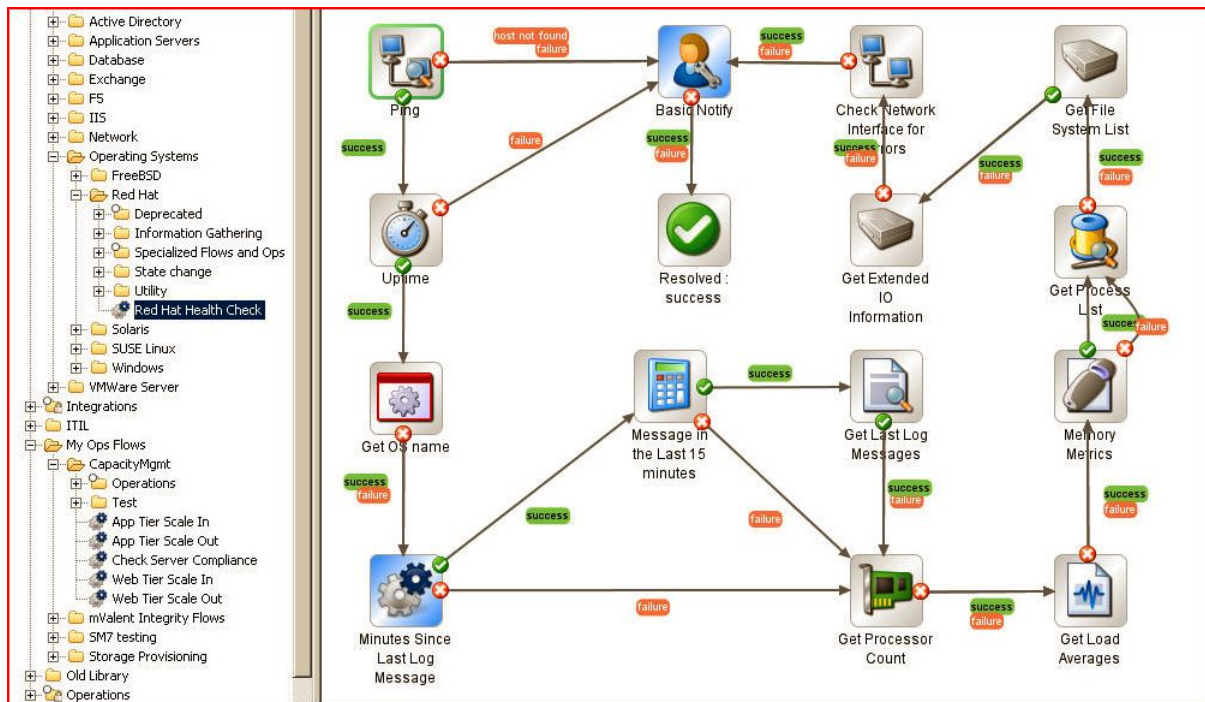 Active Directory
Application Servers
Database
Exchange
F5
IIS
Network
Operating Systems
FreeBSD
Red Hat
Deprecated
Information Gathering
Specialized Flows and Ops
State change
Utility
Red Hat Health Check
Solaris
SUSE Linux
Windows
VMWare Server
Integrations
ITIL
My Ops Flows
CapacityMgmt
Operations
Test
App Tier Scale In
App Tier Scale Out
Check Server Compliance
Web Tier Scale In
Web Tier Scale Out
mValent Integrity Flows
SM7 testing
Storage Provisioning
Old Library
Operations
host not found
failure
success
failure
Ping
Basic Notify
Check Network
Interface for
Errors
Get File
System List
success
failure
success
failure
success
failure
success
failure
success
failure
Uptime
Resolved :
success
Get Extended
IO
Information
Get Process
List
success
success
failure
success
Get OS name
Message in
the Last 15
minutes
Get Last Log
Messages
Memory
Metrics
success
failure
success
failure
success
failure
success
failure
failure
success
failure
Minutes Since
Last Log
Message
Get Processor
Count
Get Load
Averages